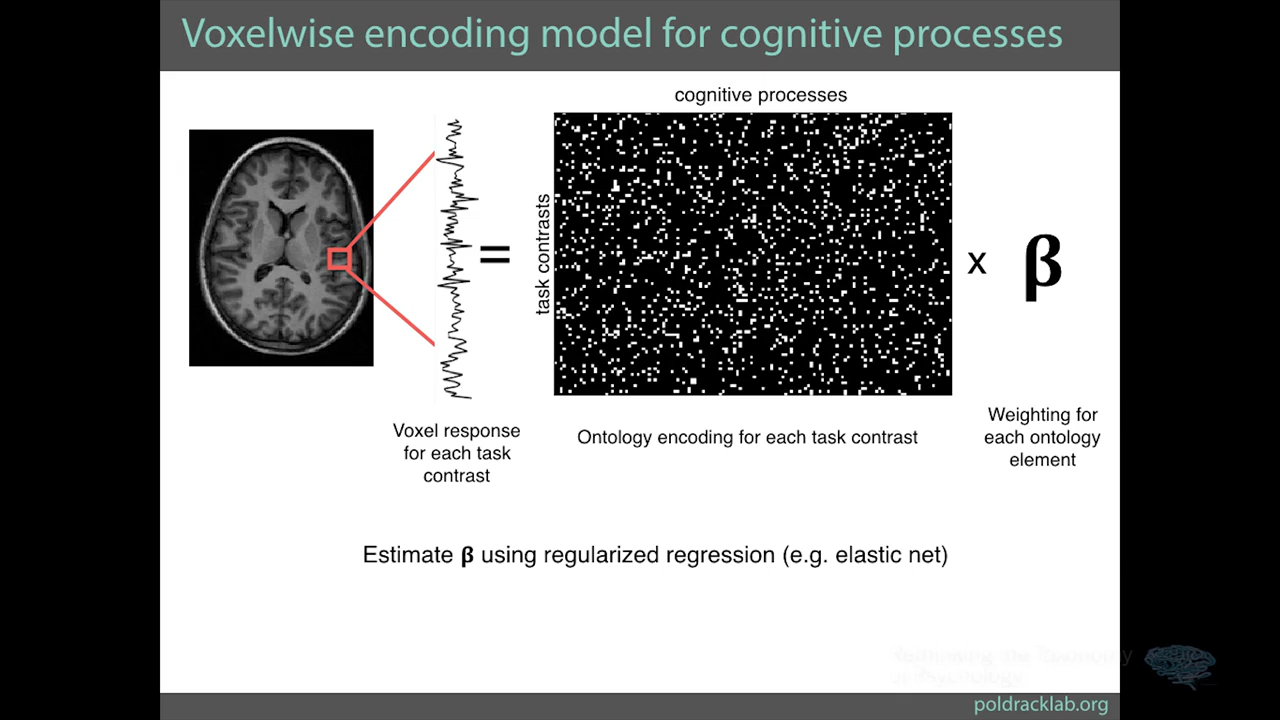 Voxelwise encoding model for cognitive processes
cognitive processes
task contrasts
=
x
β
Voxel response
for each task
contrast
Ontology encoding for each task contrast
Weighting for
each ontology
element
Estimate β using regularized regression (e.g. elastic net)
poldracklab.org